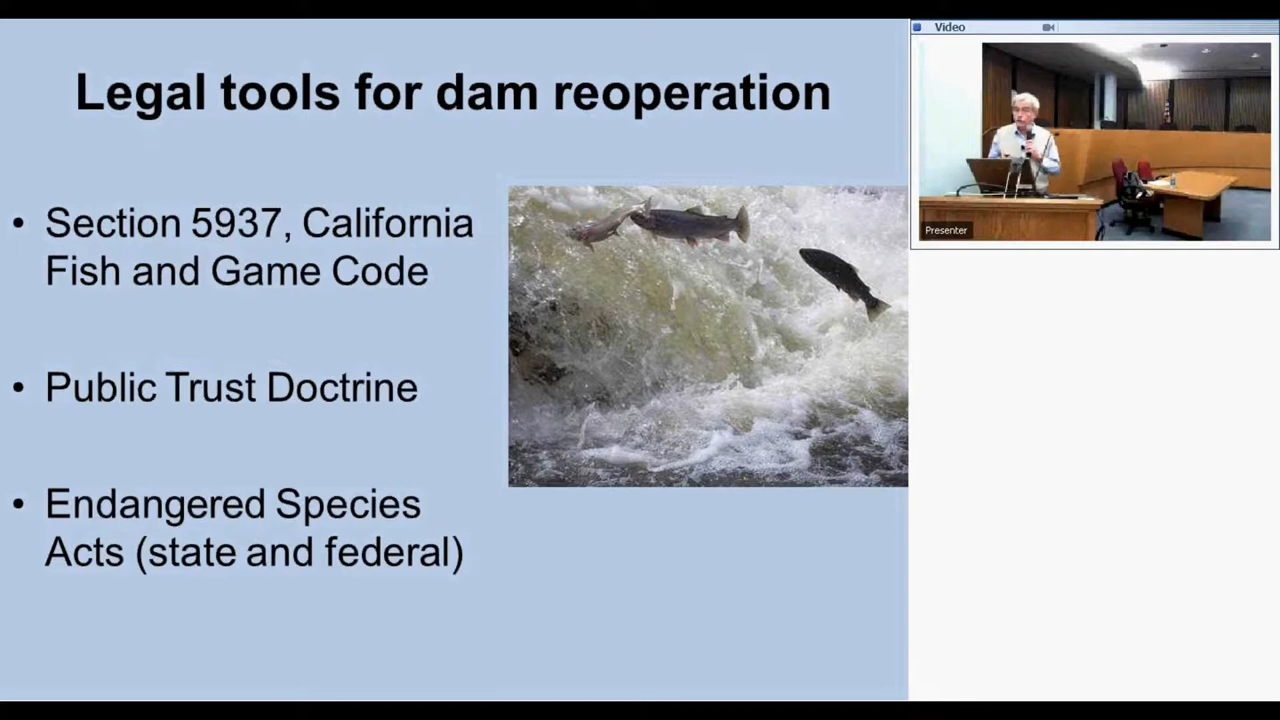 Legal tools for dam reoperation
• Section 5937, California
Fish and Game Code
• Public Trust Doctrine
• Endangered Species
Acts (state and federal)
Video
Presenter